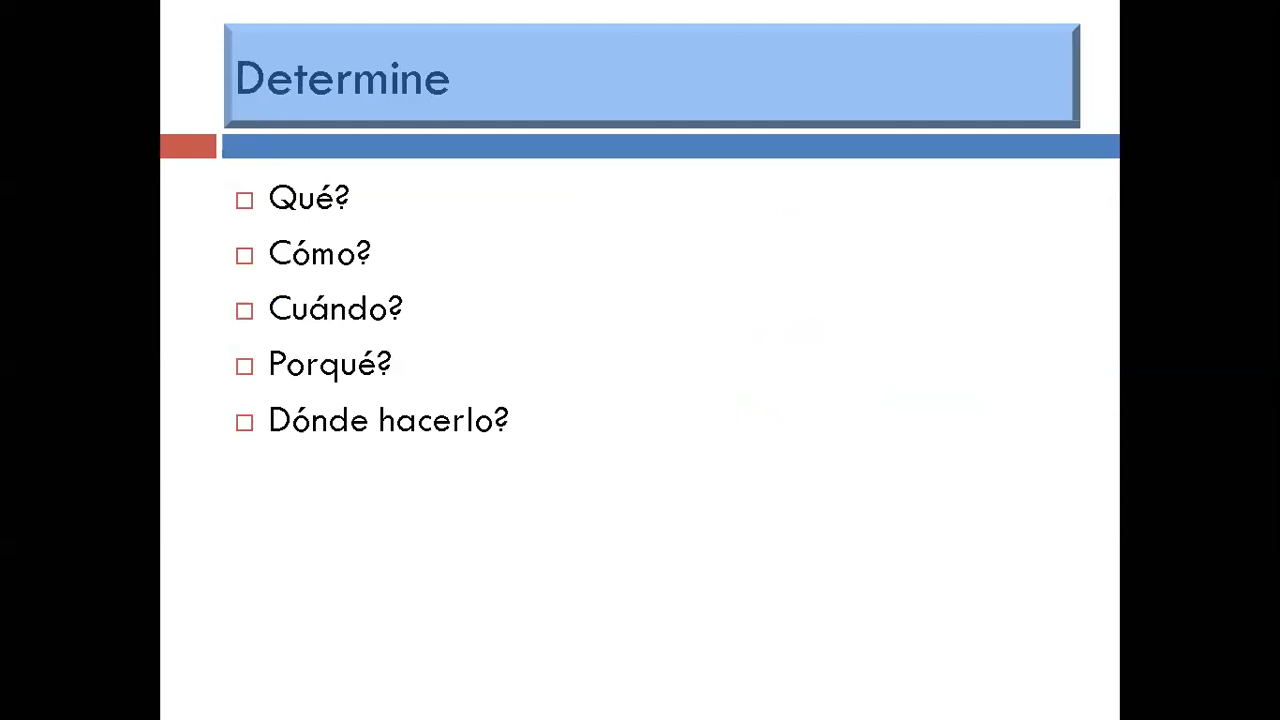 Determine
Qué?
Cómo?
Cuándo?
Porqué?
Dónde hacerlo?